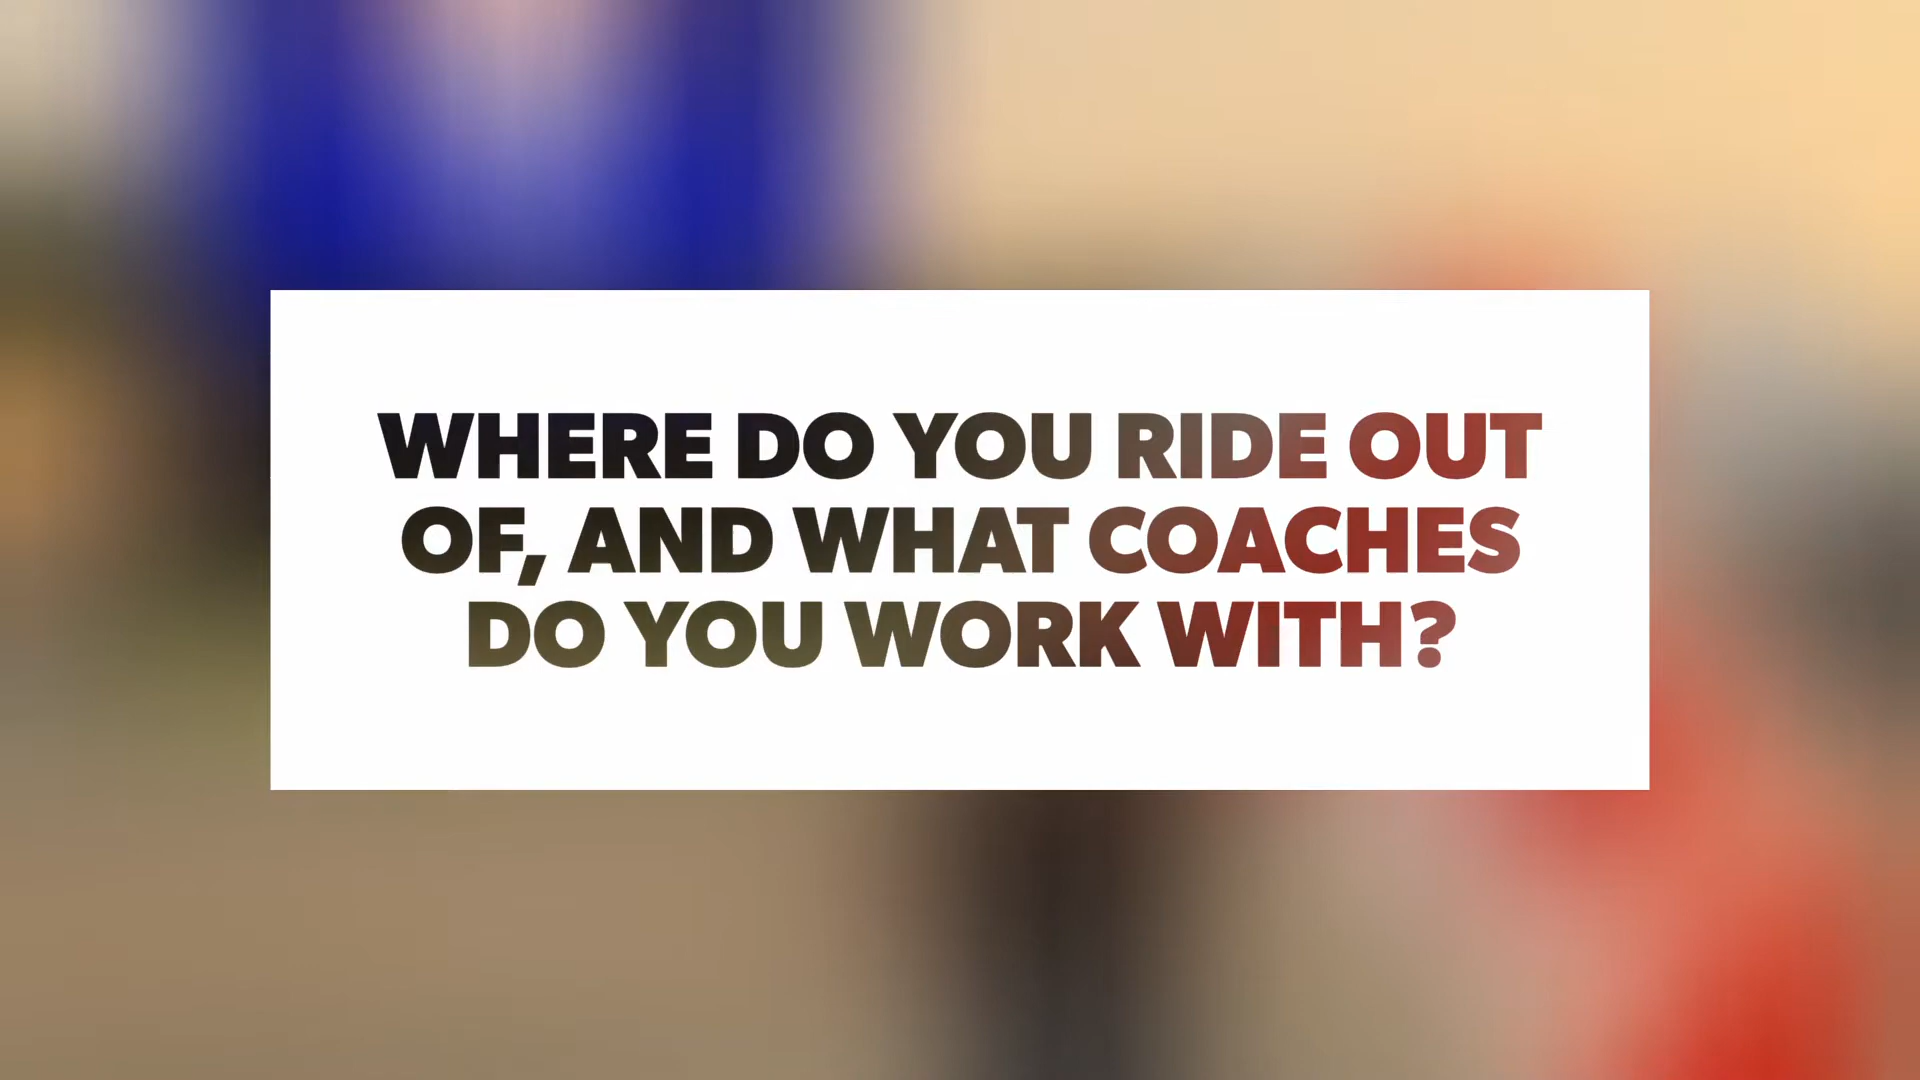 WHERE DO YOU RIDE OUT
OF, AND WHAT COACHES
DO YOU WORK WITH?